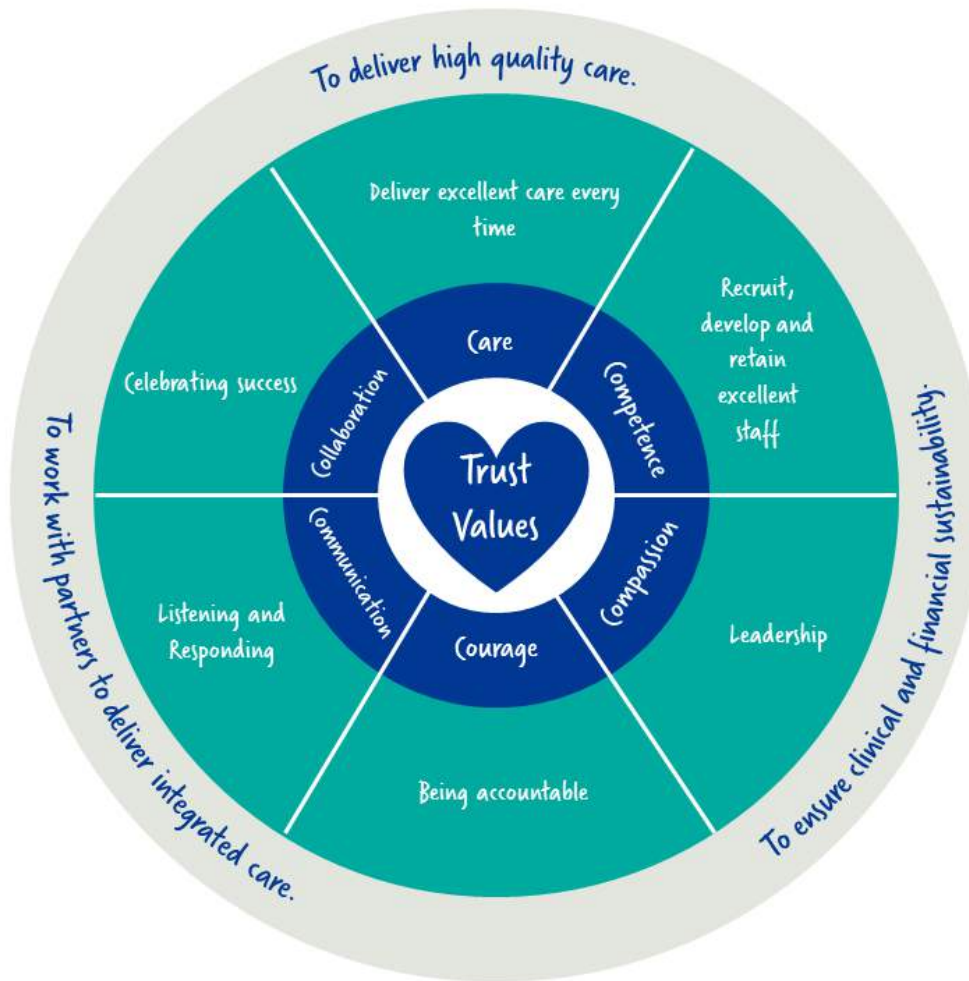 To deliver high quality care.
Deliver excellent care every
time
Recruit,
develop and
retain
excellent
staff
Celebrating success
Care
Collaboration
Competence
Trust
Values
Communication
Compassion
Courage
Listening and
Responding
Leadership
Being accountable
To work with partners to deliver integrated care.
To ensure clinical and financial sustainability.